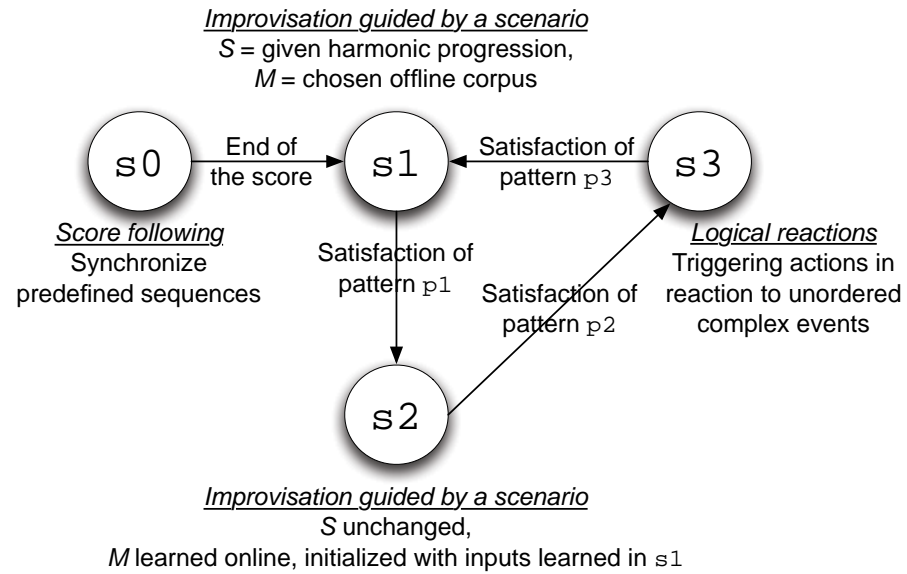 Improvisation guided by a scenario
S = given harmonic progression,
M = chosen offline corpus
s0
End of
the score
s1
Satisfaction of
pattern p3
s3
Score following
Synchronize
predefined sequences
Satisfaction of
pattern p1
Satisfaction of
pattern p2
Logical reactions
Triggering actions in
reaction to unordered
complex events
s2
Improvisation guided by a scenario
S unchanged,
M learned online, initialized with inputs learned in s1